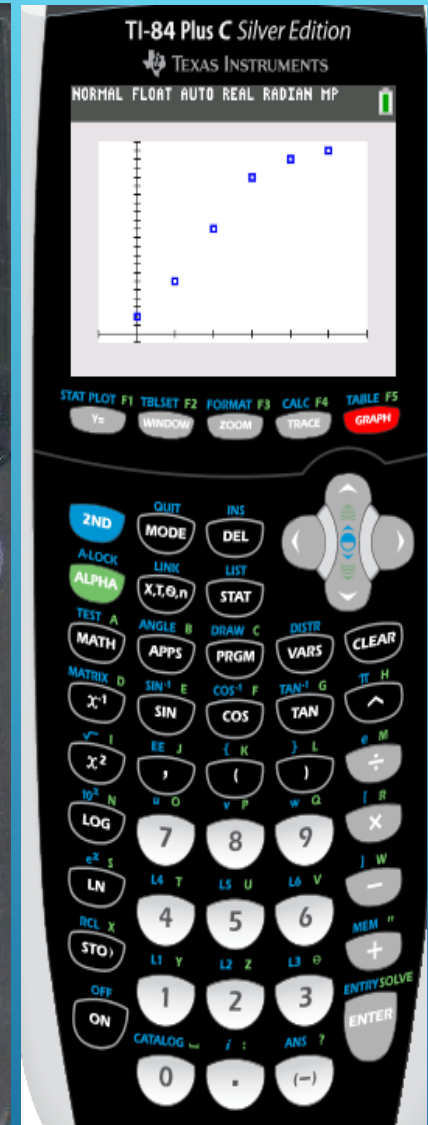 TI-84 Plus C Silver Edition
TEXAS INSTRUMENTS
NORMAL FLOAT AUTO REAL RADIAN MP
STAT PLOT F1 TBLSET F2 FORMAT F3 CALC F4 TABLE F5
Y= WINDOW ZOOM TRACE GRAPH
QUIT INS
2ND MODE DEL
A-LOCK LINK LIST
ALPHA X,T,Θ,n STAT
TEST A ANGLE B DRAW C DISTR
MATH APPS PRGM VARS CLEAR
MATRIX D SIN⁻¹ E COS⁻¹ F TAN⁻¹ G π H
x⁻¹ SIN COS TAN ^
√ I EE J { K } L e M
x² , ( ) ÷
10ˣ N u O v P w Q [ R
LOG 7 8 9 ×
eˣ S L4 T L5 U L6 V ] W
LN 4 5 6 −
RCL X L1 Y L2 Z L3 Θ MEM "
STO› 1 2 3 +
OFF CATALOG ⎵ i : ANS ? ENTRY SOLVE
ON 0 . (−) ENTER